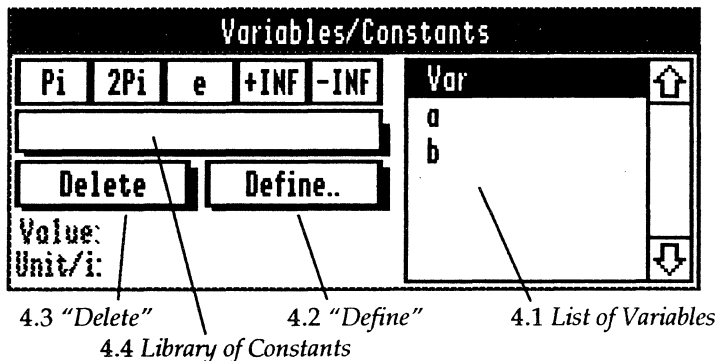 Variables/Constants
Pi 2Pi e +INF -INF
Var
a
b
Delete Define..
Value:
Unit/i:
4.3 "Delete" 4.2 "Define" 4.1 List of Variables
4.4 Library of Constants